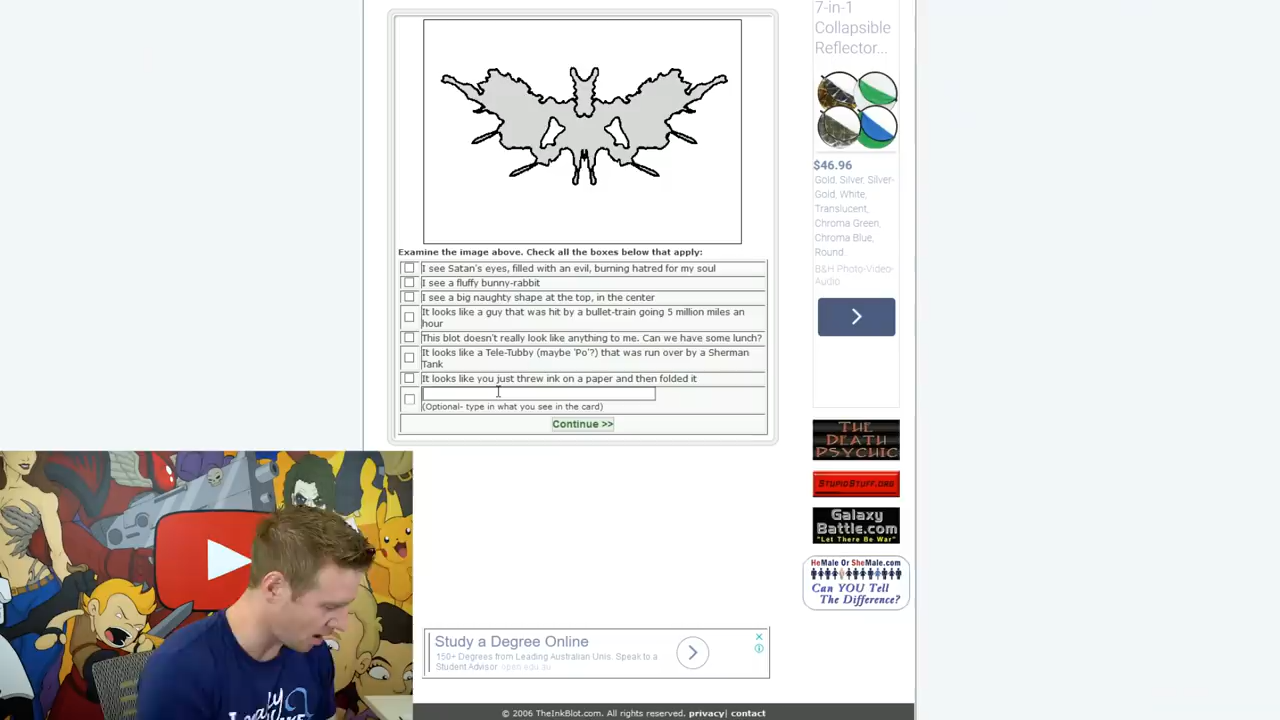 7-in-1
Collapsible
Reflector...
$46.96
Gold, Silver, Silver-
Gold, White,
Translucent,
Chroma Green,
Chroma Blue,
Round
B&H Photo-Video-
Audio
Examine the image above. Check all the boxes below that apply:
I see Satan's eyes, filled with an evil, burning hatred for my soul
I see a fluffy bunny-rabbit
I see a big naughty shape at the top, in the center
It looks like a guy that was hit by a bullet-train going 5 million miles an
hour
This blot doesn't really look like anything to me. Can we have some lunch?
It looks like a Tele-Tubby (maybe 'Po'?) that was run over by a Sherman
Tank
It looks like you just threw ink on a paper and then folded it
(Optional- type in what you see in the card)
Continue >>
THE
DEATH
PSYCHIC
STUPIDSTUFF.ORG
Galaxy
Battle.com
"Let There Be War"
HeMale Or SheMale.com
Can YOU Tell
The Difference?
Study a Degree Online
150+ Degrees from Leading Australian Unis. Speak to a
Student Advisor. open.edu.au
© 2006 TheInkBlot.com. All rights reserved. privacy| contact